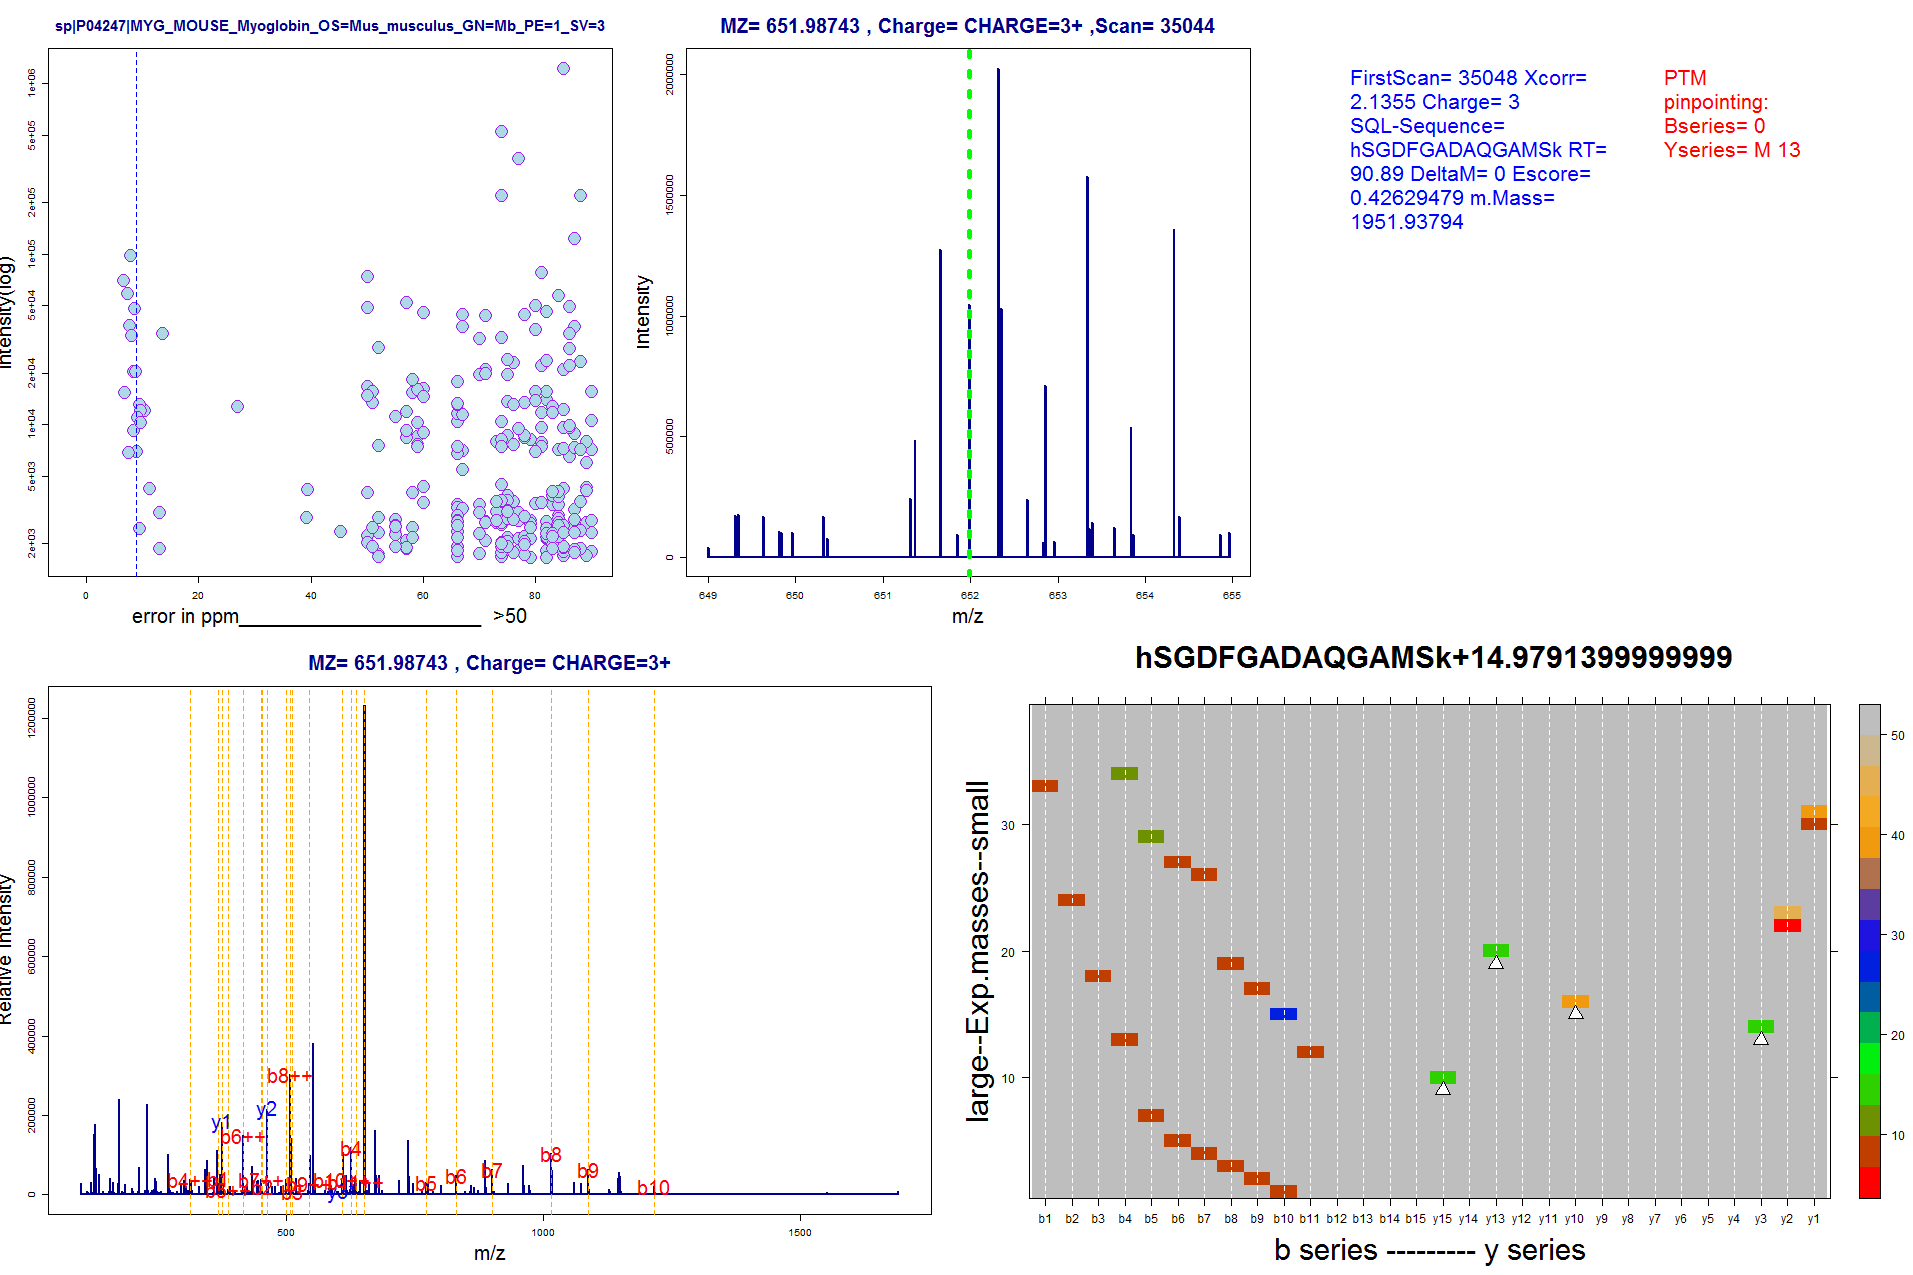 sp|P04247|MYG_MOUSE_Myoglobin_OS=Mus_musculus_GN=Mb_PE=1_SV=3
Intensity(log)
1e+06
5e+05
2e+05
1e+05
5e+04
2e+04
1e+04
5e+03
2e+03
0 20 40 60 80
error in ppm______________________ >50
MZ= 651.98743 , Charge= CHARGE=3+ ,Scan= 35044
Intensity
2000000
1500000
1000000
500000
0
649 650 651 652 653 654 655
m/z
FirstScan= 35048 Xcorr=
2.1355 Charge= 3
SQL-Sequence=
hSGDFGADAQGAMSk RT=
90.89 DeltaM= 0 Escore=
0.42629479 m.Mass=
1951.93794
PTM
pinpointing:
Bseries= 0
Yseries= M 13
MZ= 651.98743 , Charge= CHARGE=3+
Relative Intensity
1200000
1000000
800000
600000
400000
200000
0
b8++
y2
y1
b6++
b4
b8
b9
b7
b6
b5
b10
500 1000 1500
m/z
hSGDFGADAQGAMSk+14.9791399999999
large--Exp.masses--small
30
20
10
b1 b2 b3 b4 b5 b6 b7 b8 b9 b10 b11 b12 b13 b14 b15 y15 y14 y13 y12 y11 y10 y9 y8 y7 y6 y5 y4 y3 y2 y1
b series --------- y series
50
40
30
20
10